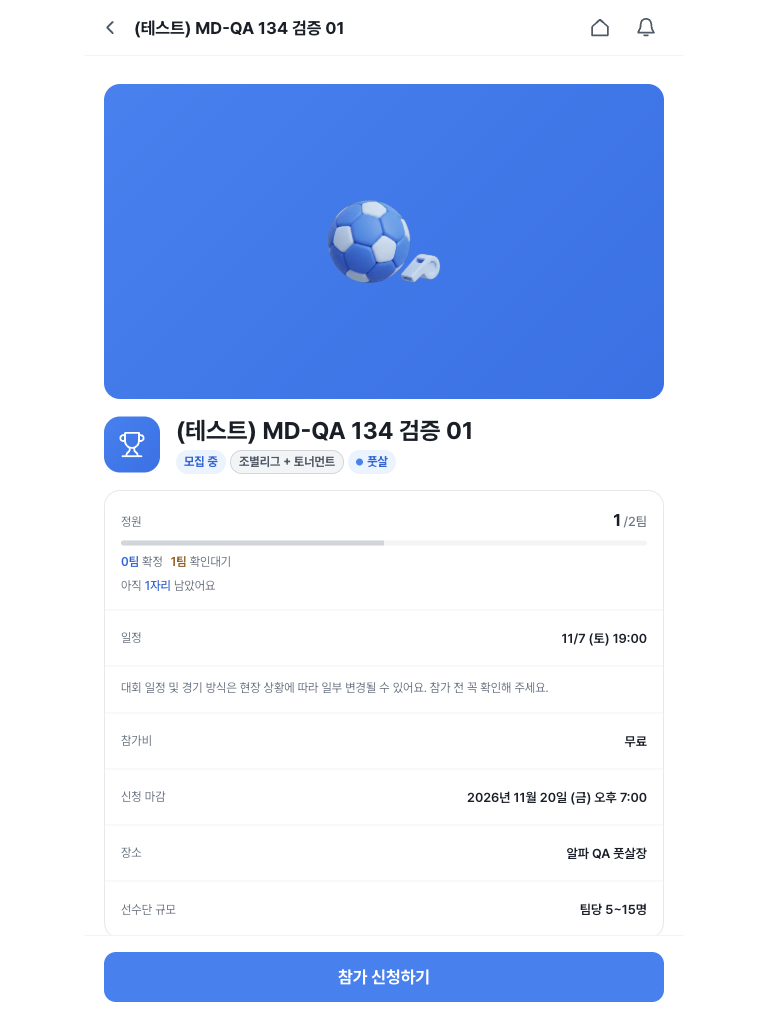 (테스트) MD-QA 134 검증 01
(테스트) MD-QA 134 검증 01
모집 중 조별리그 + 토너먼트 풋살
정원 1/2팀
0팀 확정 1팀 확인대기
아직 1자리 남았어요
일정 11/7 (토) 19:00
대회 일정 및 경기 방식은 현장 상황에 따라 일부 변경될 수 있어요. 참가 전 꼭 확인해 주세요.
참가비 무료
신청 마감 2026년 11월 20일 (금) 오후 7:00
장소 알파 QA 풋살장
선수단 규모 팀당 5~15명
참가 신청하기